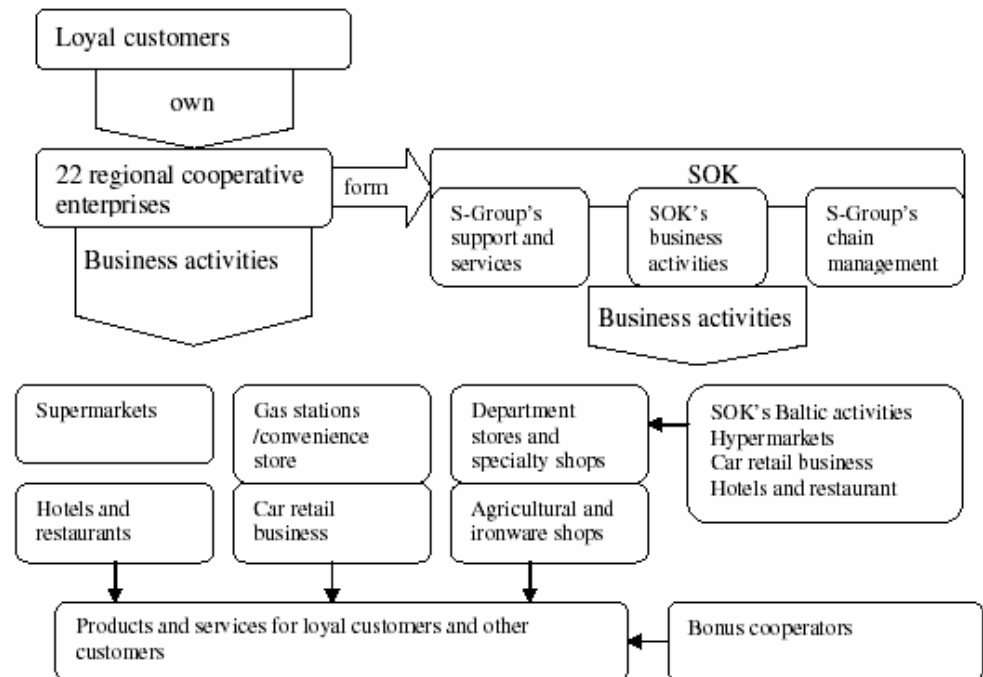 Loyal customers
own
22 regional cooperative
enterprises
form
SOK
S-Group's
support and
services
SOK's
business
activities
S-Group's
chain
management
Business activities
Business activities
Supermarkets
Gas stations
/convenience
store
Department
stores and
specialty shops
SOK's Baltic activities
Hypermarkets
Car retail business
Hotels and restaurant
Hotels and
restaurants
Car retail
business
Agricultural and
ironware shops
Products and services for loyal customers and other
customers
Bonus cooperators